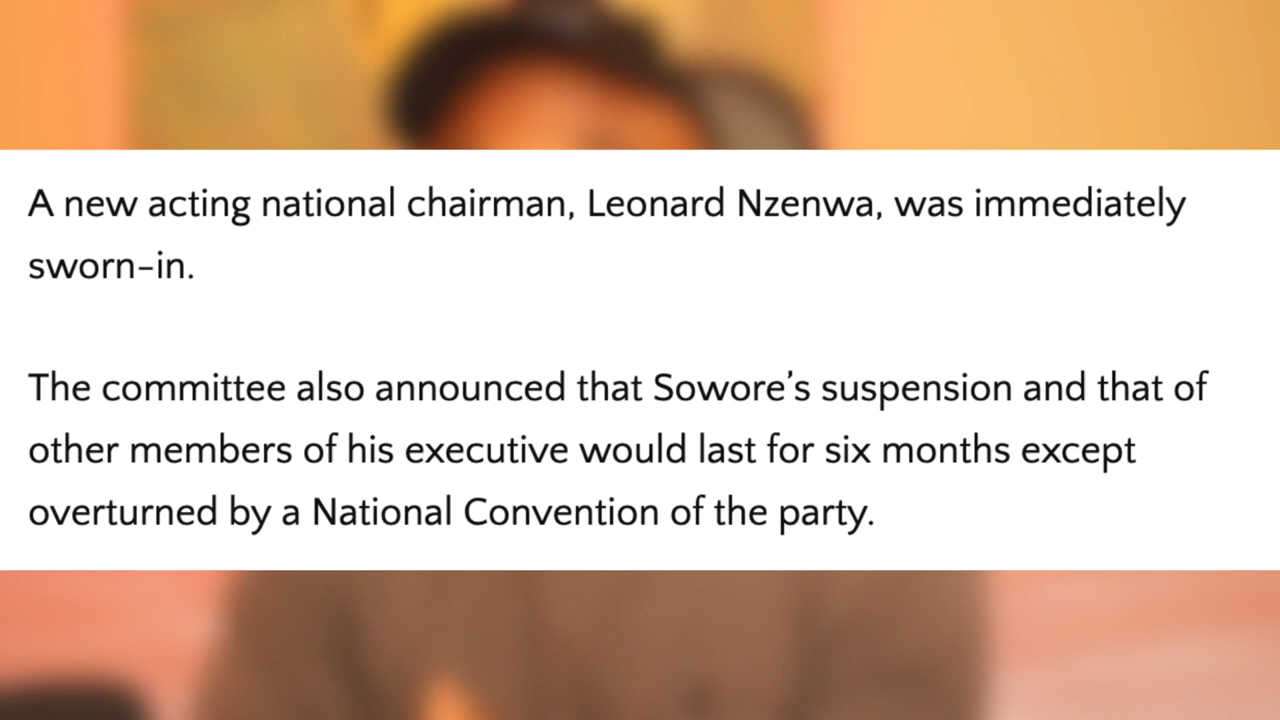 A new acting national chairman, Leonard Nzenwa, was immediately
sworn-in.
The committee also announced that Sowore’s suspension and that of
other members of his executive would last for six months except
overturned by a National Convention of the party.